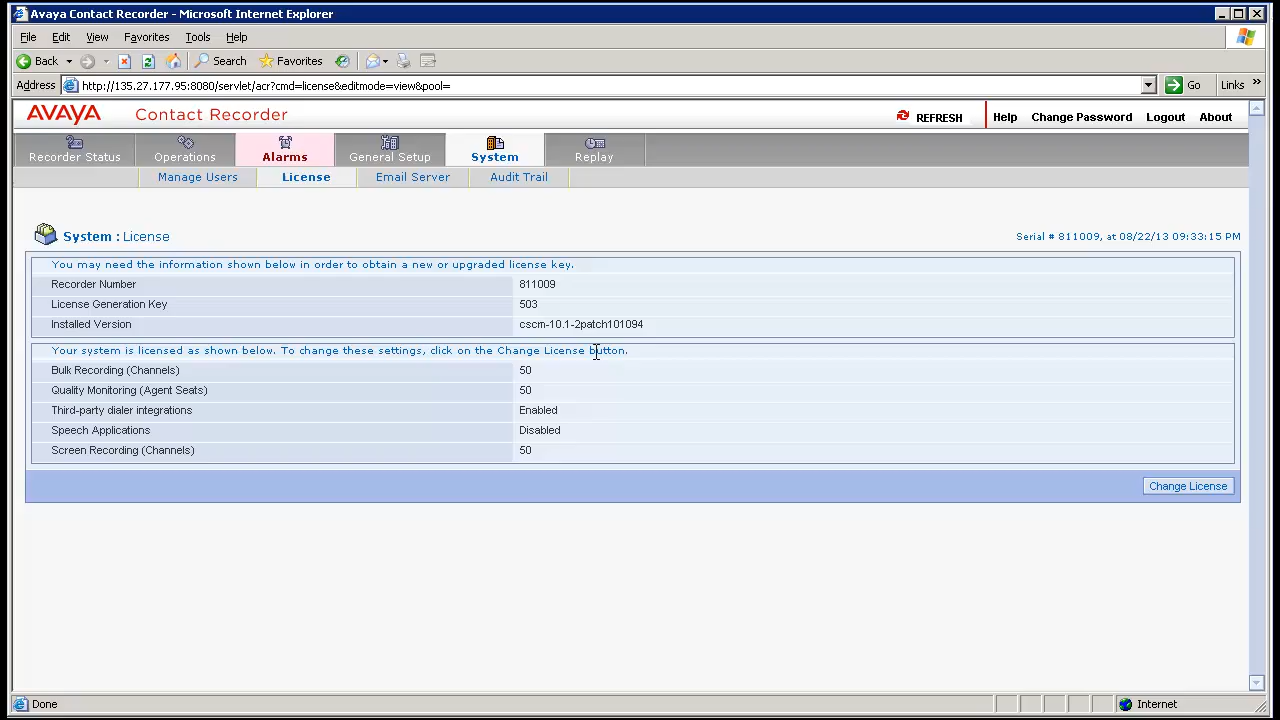 Avaya Contact Recorder - Microsoft Internet Explorer
File Edit View Favorites Tools Help
Back Search Favorites
Address http://135.27.177.95:8080/servlet/acr?cmd=license&editmode=view&pool= Go Links »
AVAYA Contact Recorder REFRESH Help Change Password Logout About
Recorder Status Operations Alarms General Setup System Replay
Manage Users License Email Server Audit Trail
System : License Serial # 811009, at 08/22/13 09:33:15 PM
You may need the information shown below in order to obtain a new or upgraded license key.
Recorder Number 811009
License Generation Key 503
Installed Version cscm-10.1-2patch101094
Your system is licensed as shown below. To change these settings, click on the Change License button.
Bulk Recording (Channels) 50
Quality Monitoring (Agent Seats) 50
Third-party dialer integrations Enabled
Speech Applications Disabled
Screen Recording (Channels) 50
Change License
Done Internet